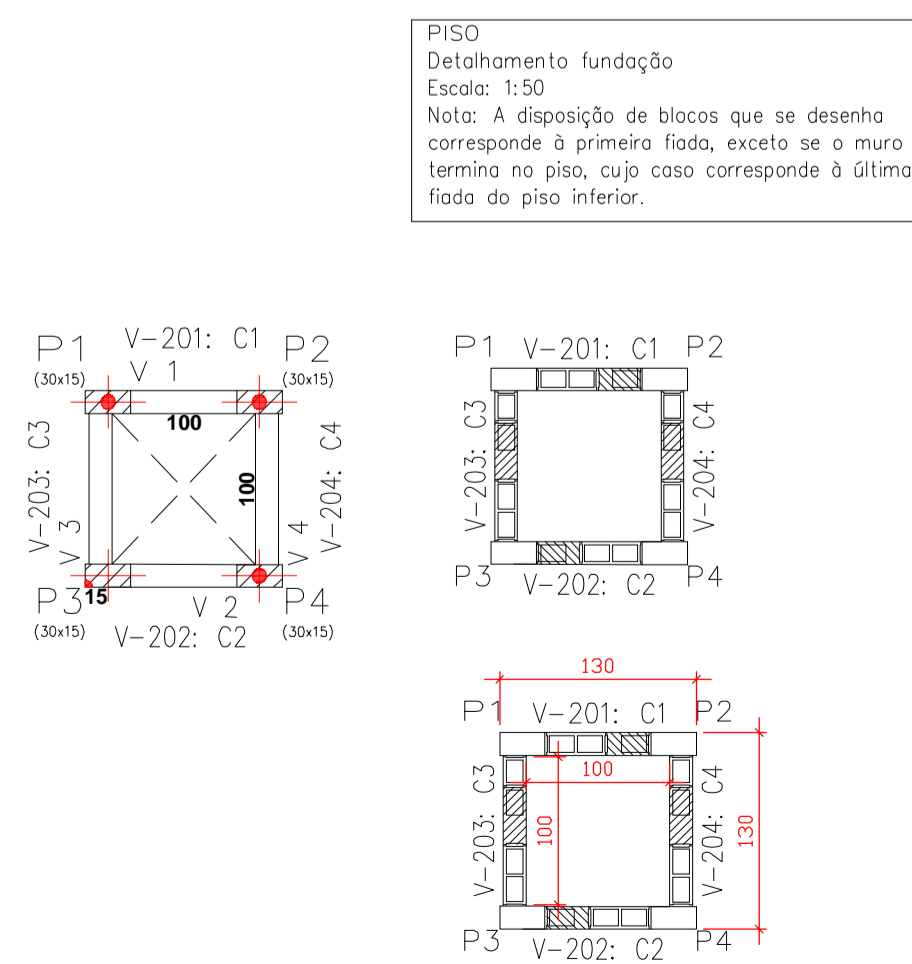 PISO
Detalhamento fundação
Escala: 1:50
Nota: A disposição de blocos que se desenha
corresponde à primeira fiada, exceto se o muro
termina no piso, cujo caso corresponde à última
fiada do piso inferior.
P1 V-201: C1 P2
(30x15) V 1 (30x15)
100
V-203: C3
V 3
100
V 4
V-204: C4
P3 15 V 2 P4
(30x15) V-202: C2 (30x15)
P1 V-201: C1 P2
V-203: C3
V-204: C4
P3 V-202: C2 P4
130
P1 V-201: C1 P2
100
V-203: C3
100
V-204: C4
130
P3 V-202: C2 P4